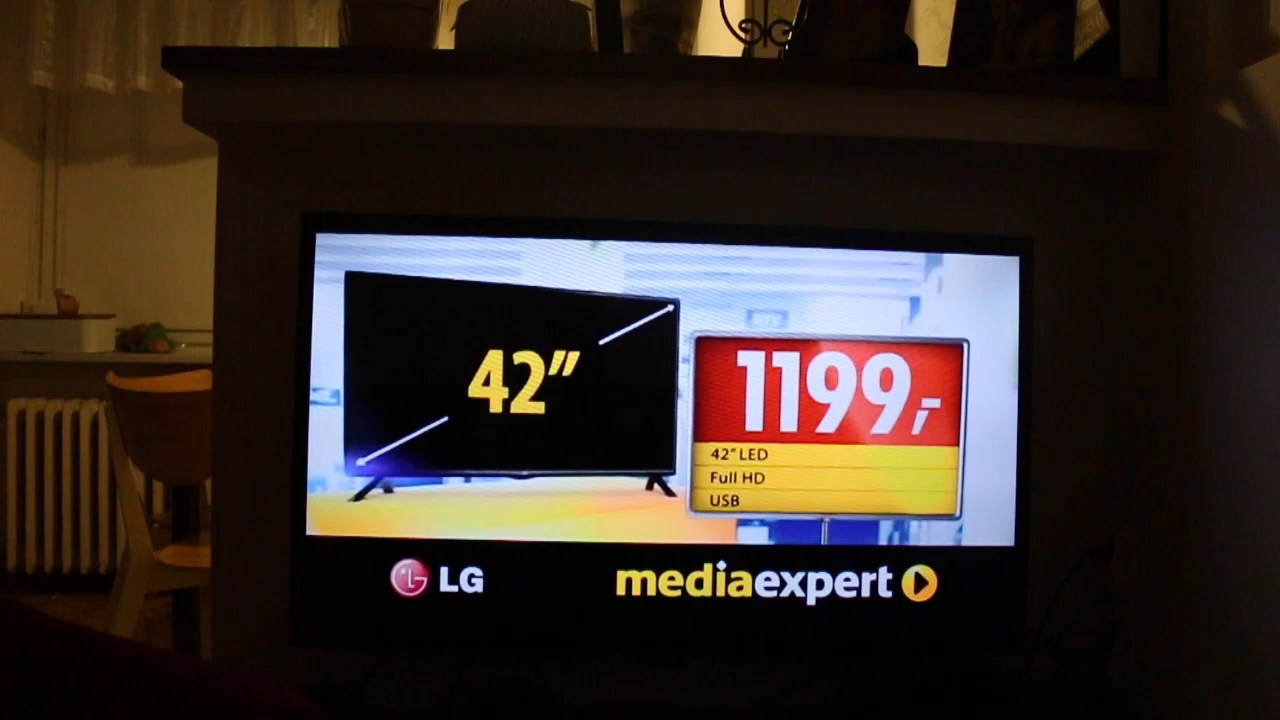 42"
1199,-
42" LED
Full HD
USB
LG
mediaexpert